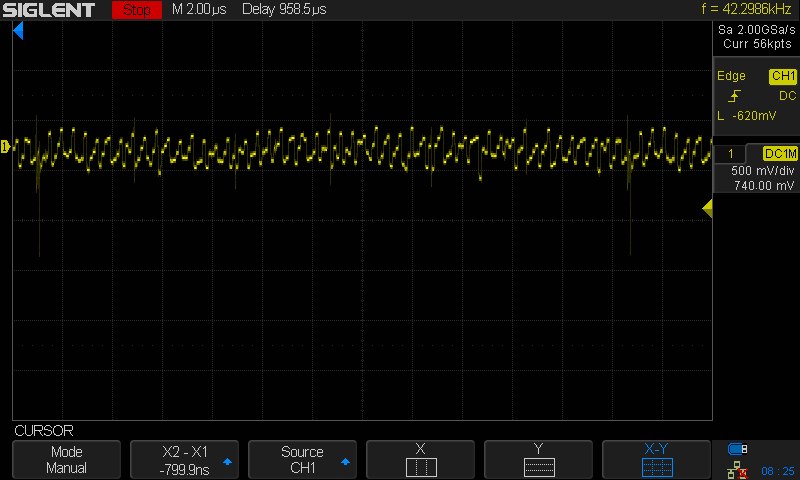 SIGLENT Stop M 2.00µs Delay 958.5µs f = 42.2986kHz
Sa 2.00GSa/s
Curr 56kpts
Edge CH1
DC
L -620mV
1 DC1M
500 mV/div
740.00 mV
1
CURSOR
Mode
Manual
X2 - X1
-799.9ns
Source
CH1
X
Y
X-Y
08 : 25